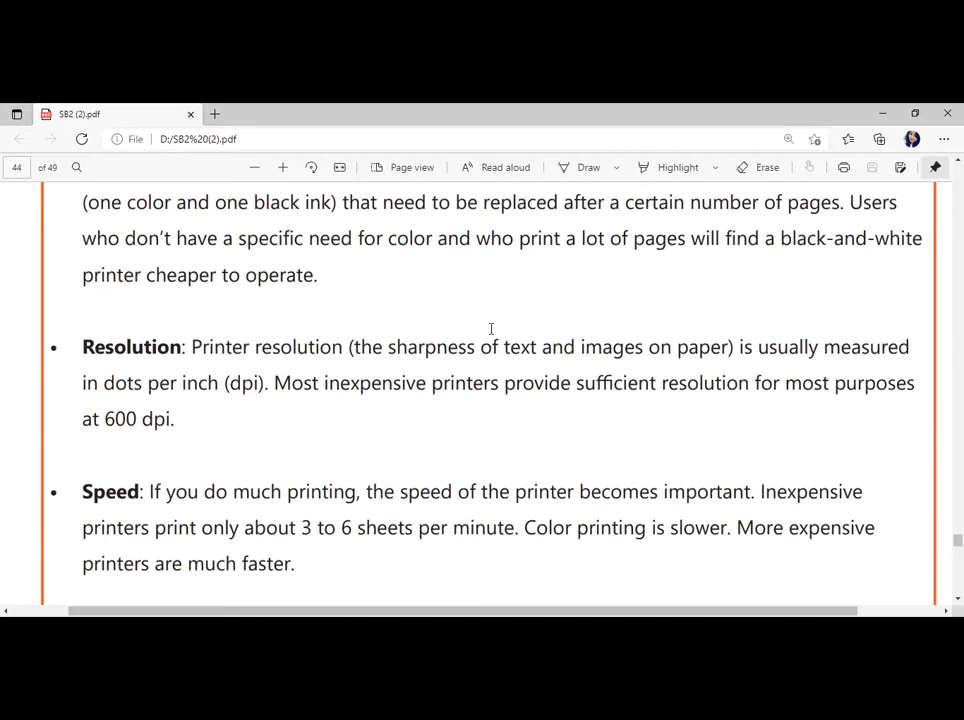 SB2 (2).pdf
File D:/SB2%20(2).pdf
44 of 49 Page view Read aloud Draw Highlight Erase
(one color and one black ink) that need to be replaced after a certain number of pages. Users
who don't have a specific need for color and who print a lot of pages will find a black-and-white
printer cheaper to operate.
• Resolution: Printer resolution (the sharpness of text and images on paper) is usually measured
in dots per inch (dpi). Most inexpensive printers provide sufficient resolution for most purposes
at 600 dpi.
• Speed: If you do much printing, the speed of the printer becomes important. Inexpensive
printers print only about 3 to 6 sheets per minute. Color printing is slower. More expensive
printers are much faster.